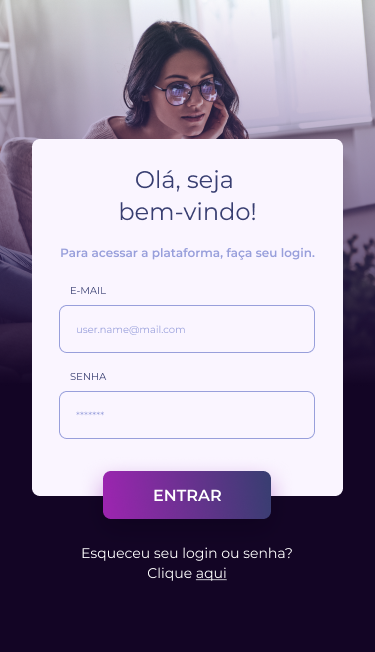 Olá, seja
bem-vindo!
Para acessar a plataforma, faça seu login.
E-MAIL
user.name@mail.com
SENHA
*******
ENTRAR
Esqueceu seu login ou senha?
Clique aqui